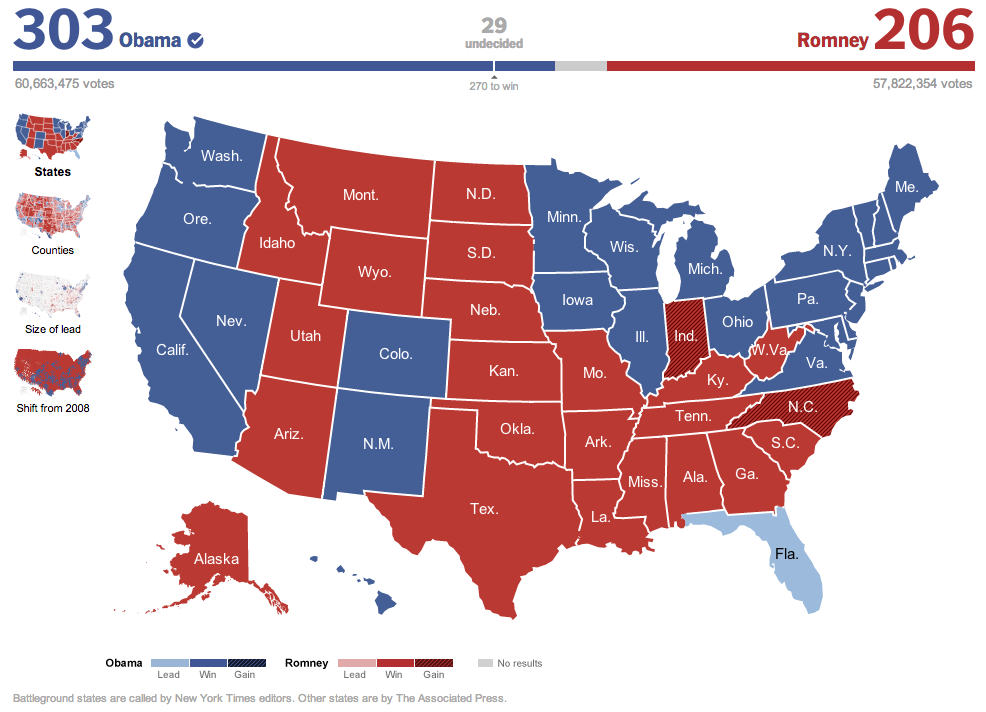 303 Obama
29
undecided
Romney 206
60,663,475 votes
270 to win
57,822,354 votes
States
Counties
Size of lead
Shift from 2008
Wash.
Ore.
Calif.
Nev.
Idaho
Mont.
Wyo.
Utah
Colo.
Ariz.
N.M.
N.D.
S.D.
Neb.
Kan.
Okla.
Tex.
Minn.
Iowa
Mo.
Ark.
La.
Wis.
Ill.
Mich.
Ind.
Ohio
Ky.
Tenn.
Miss.
Ala.
Ga.
Fla.
S.C.
N.C.
Va.
W.Va
Pa.
N.Y.
Me.
Alaska
Obama
Lead
Win
Gain
Romney
Lead
Win
Gain
No results
Battleground states are called by New York Times editors. Other states are by The Associated Press.